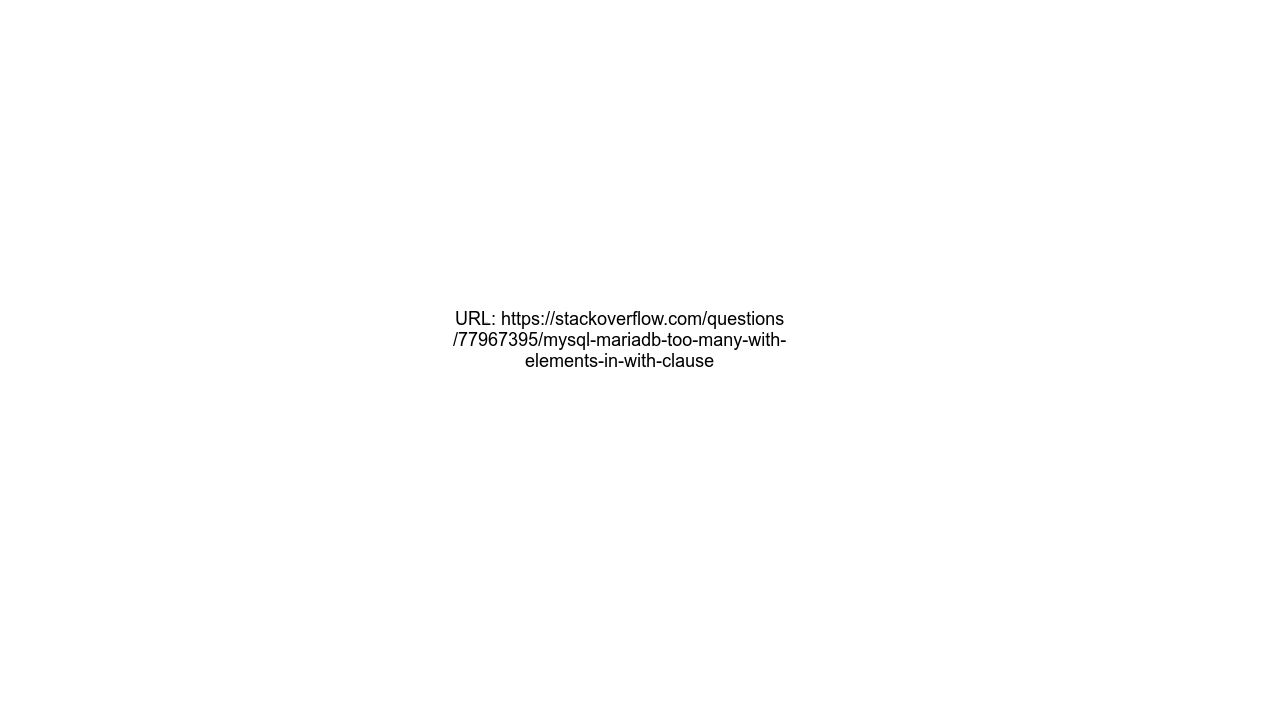 URL: https://stackoverflow.com/questions
/77967395/mysql-mariadb-too-many-with-
elements-in-with-clause